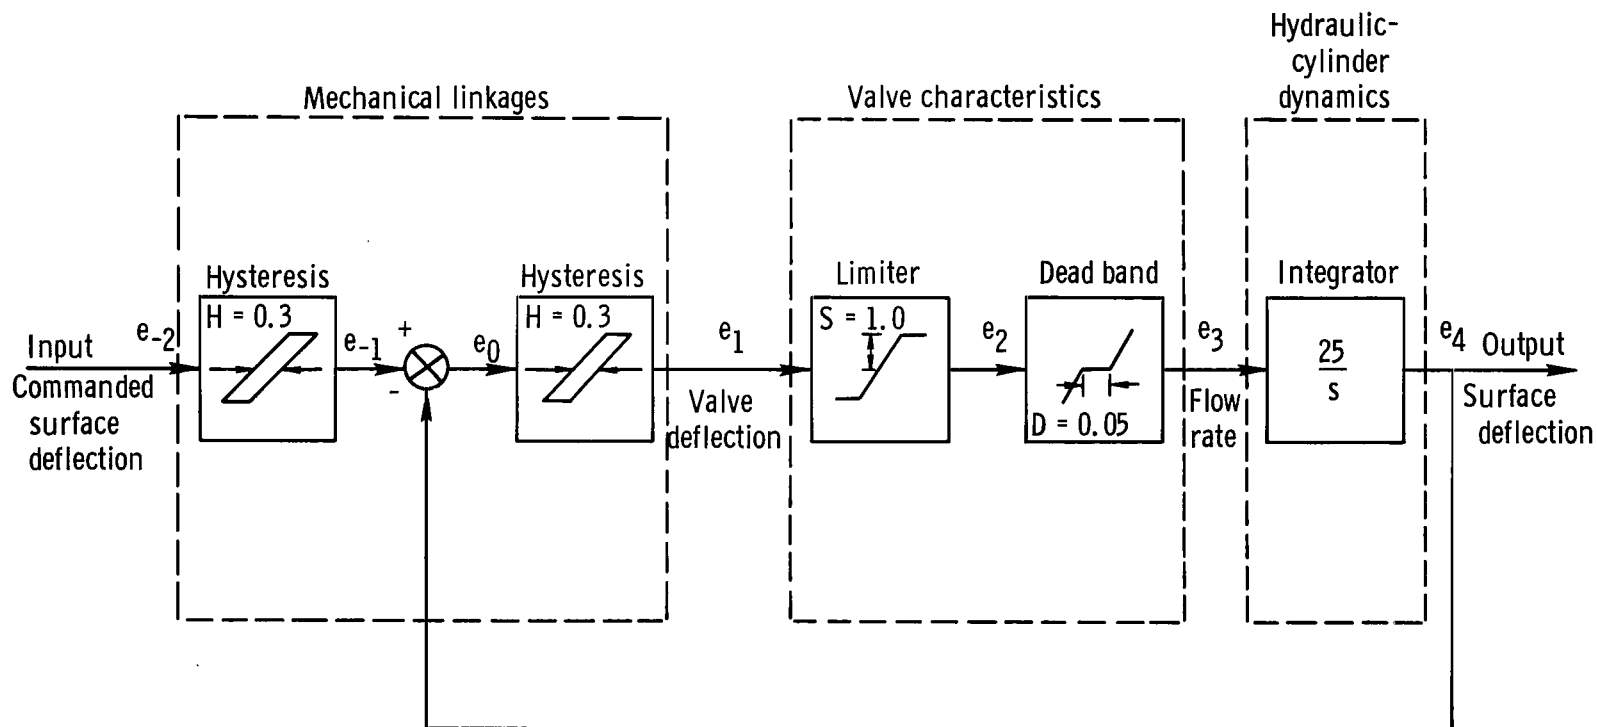 Hydraulic-
cylinder
dynamics
Mechanical linkages
Valve characteristics
Hysteresis
H = 0.3
Hysteresis
H = 0.3
Limiter
S = 1.0
Dead band
D = 0.05
Integrator
25
s
Input
e-2
Commanded
surface
deflection
e-1
+
-
e0
e1
Valve
deflection
e2
e3
Flow
rate
e4
Output
Surface
deflection